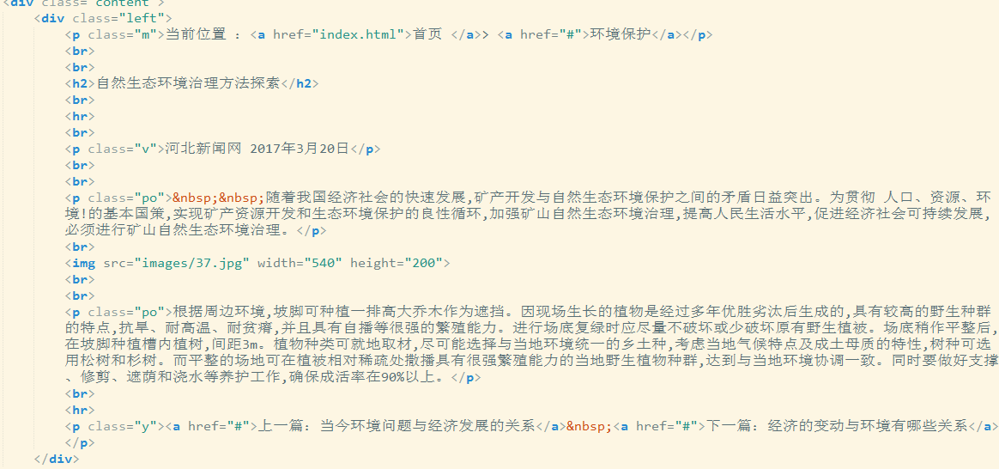 <div class="content">
<div class="left">
<p class="m">当前位置 ：<a href="index.html">首页 </a>> <a href="#">环境保护</a></p>
<br>
<br>
<h2>自然生态环境治理方法探索</h2>
<br>
<hr>
<br>
<p class="v">河北新闻网 2017年3月20日</p>
<br>
<br>
<p class="po">&nbsp;&nbsp;随着我国经济社会的快速发展,矿产开发与自然生态环境保护之间的矛盾日益突出。为贯彻 人口、资源、环
境!的基本国策,实现矿产资源开发和生态环境保护的良性循环,加强矿山自然生态环境治理,提高人民生活水平,促进经济社会可持续发展,
必须进行矿山自然生态环境治理。</p>
<br>
<img src="images/37.jpg" width="540" height="200">
<br>
<br>
<p class="po">根据周边环境,坡脚可种植一排高大乔木作为遮挡。因现场生长的植物是经过多年优胜劣汰后生成的,具有较高的野生种群
的特点,抗旱、耐高温、耐贫瘠,并且具有自播等很强的繁殖能力。进行场底复绿时应尽量不破坏或少破坏原有野生植被。场底稍作平整后,
在坡脚种植槽内植树,间距3m。植物种类可就地取材,尽可能选择与当地环境统一的乡土种,考虑当地气候特点及成土母质的特性,树种可选
用松树和杉树。而平整的场地可在植被相对稀疏处撒播具有很强繁殖能力的当地野生植物种群,达到与当地环境协调一致。同时要做好支撑
、修剪、遮荫和浇水等养护工作,确保成活率在90%以上。</p>
<br>
<hr>
<p class="y"><a href="#">上一篇：当今环境问题与经济发展的关系</a>&nbsp;<a href="#">下一篇：经济的变动与环境有哪些关系</a>
</p>
</div>